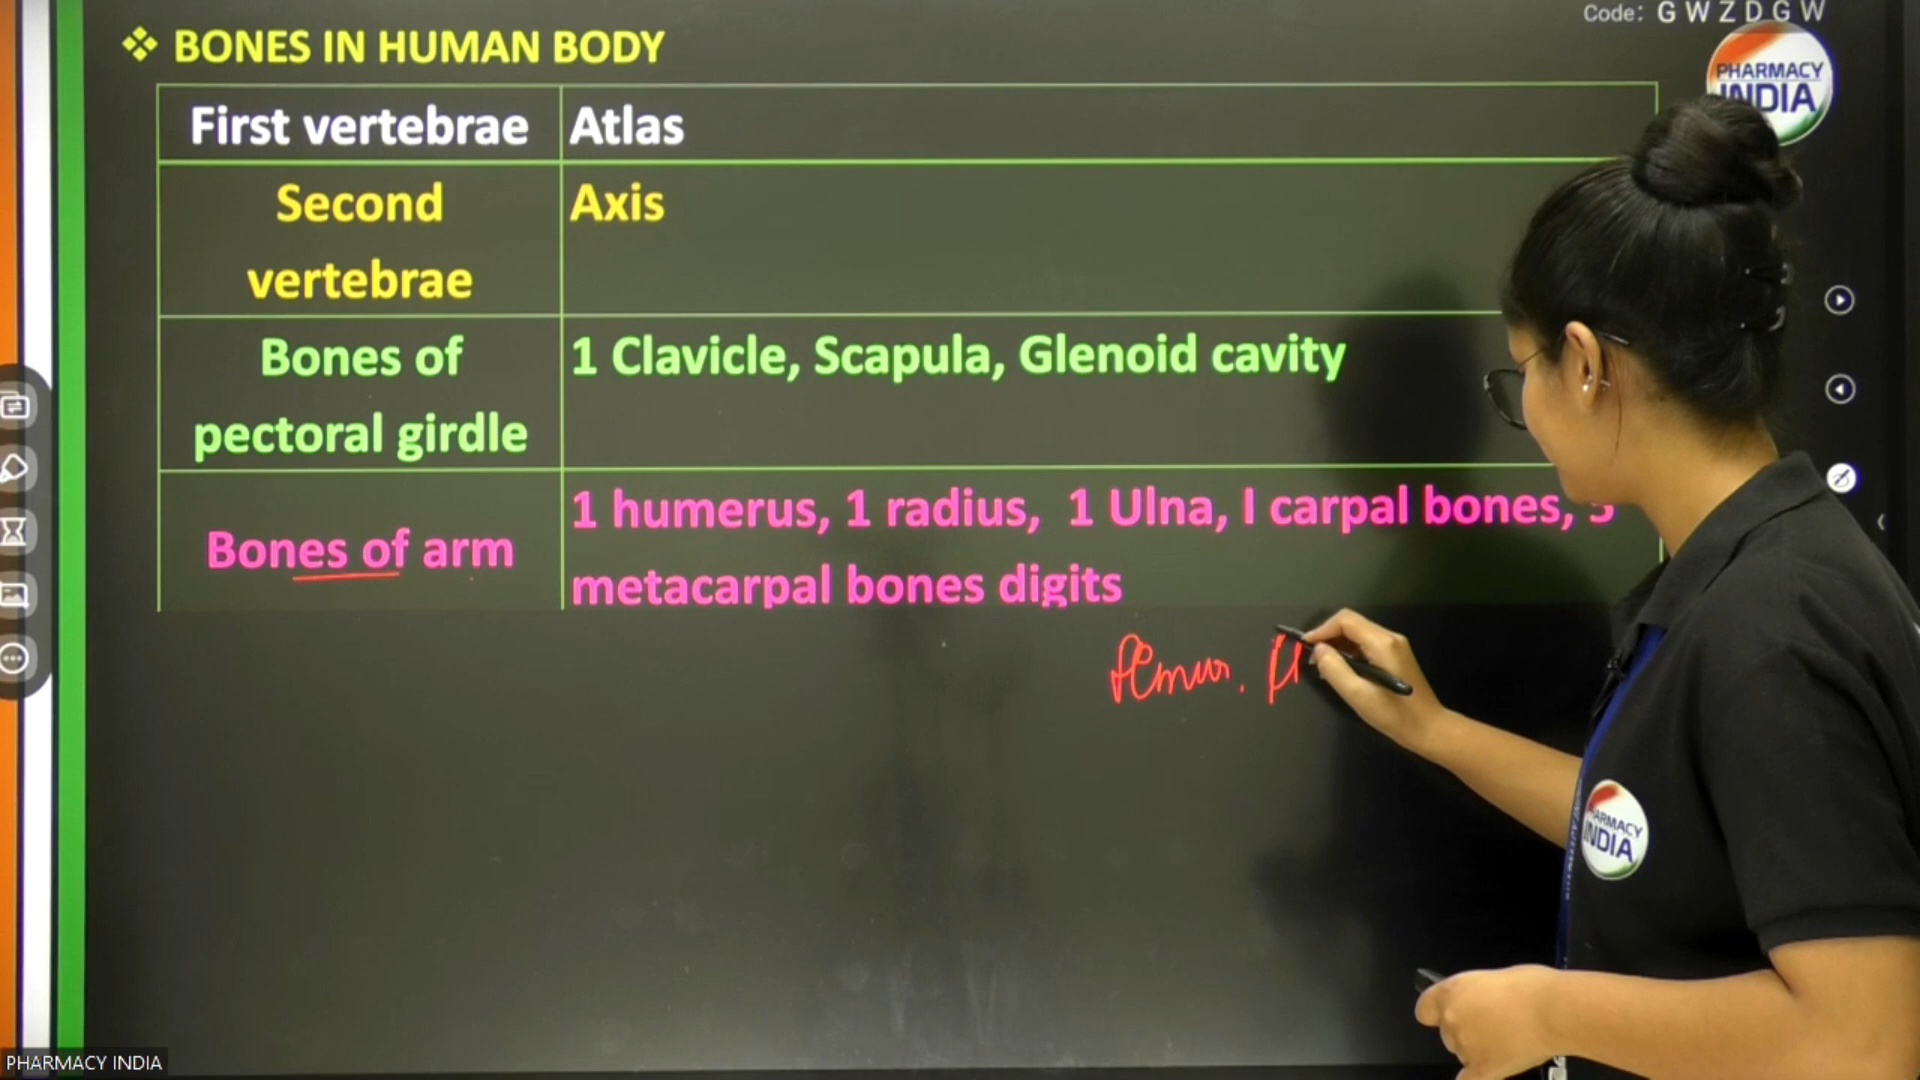 Code: GWZDGW
❖ BONES IN HUMAN BODY
PHARMACY
INDIA
First vertebrae
Atlas
Second
vertebrae
Axis
Bones of
pectoral girdle
1 Clavicle, Scapula, Glenoid cavity
Bones of arm
1 humerus, 1 radius, 1 Ulna, I carpal bones, 5
metacarpal bones digits
femur.
PHARMACY
INDIA
PHARMACY INDIA